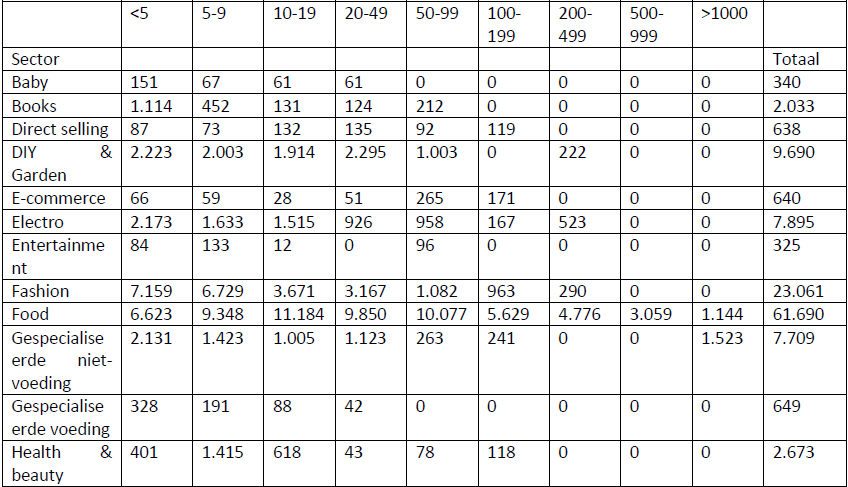 <5 5-9 10-19 20-49 50-99 100- 200- 500- >1000
199 499 999
Sector Totaal
Baby 151 67 61 61 0 0 0 0 0 340
Books 1.114 452 131 124 212 0 0 0 0 2.033
Direct selling 87 73 132 135 92 119 0 0 0 638
DIY & 2.223 2.003 1.914 2.295 1.003 0 222 0 0 9.690
Garden
E-commerce 66 59 28 51 265 171 0 0 0 640
Electro 2.173 1.633 1.515 926 958 167 523 0 0 7.895
Entertainme 84 133 12 0 96 0 0 0 0 325
nt
Fashion 7.159 6.729 3.671 3.167 1.082 963 290 0 0 23.061
Food 6.623 9.348 11.184 9.850 10.077 5.629 4.776 3.059 1.144 61.690
Gespecialise 2.131 1.423 1.005 1.123 263 241 0 0 1.523 7.709
erde niet-
voeding
Gespecialise 328 191 88 42 0 0 0 0 0 649
erde voeding
Health & 401 1.415 618 43 78 118 0 0 0 2.673
beauty